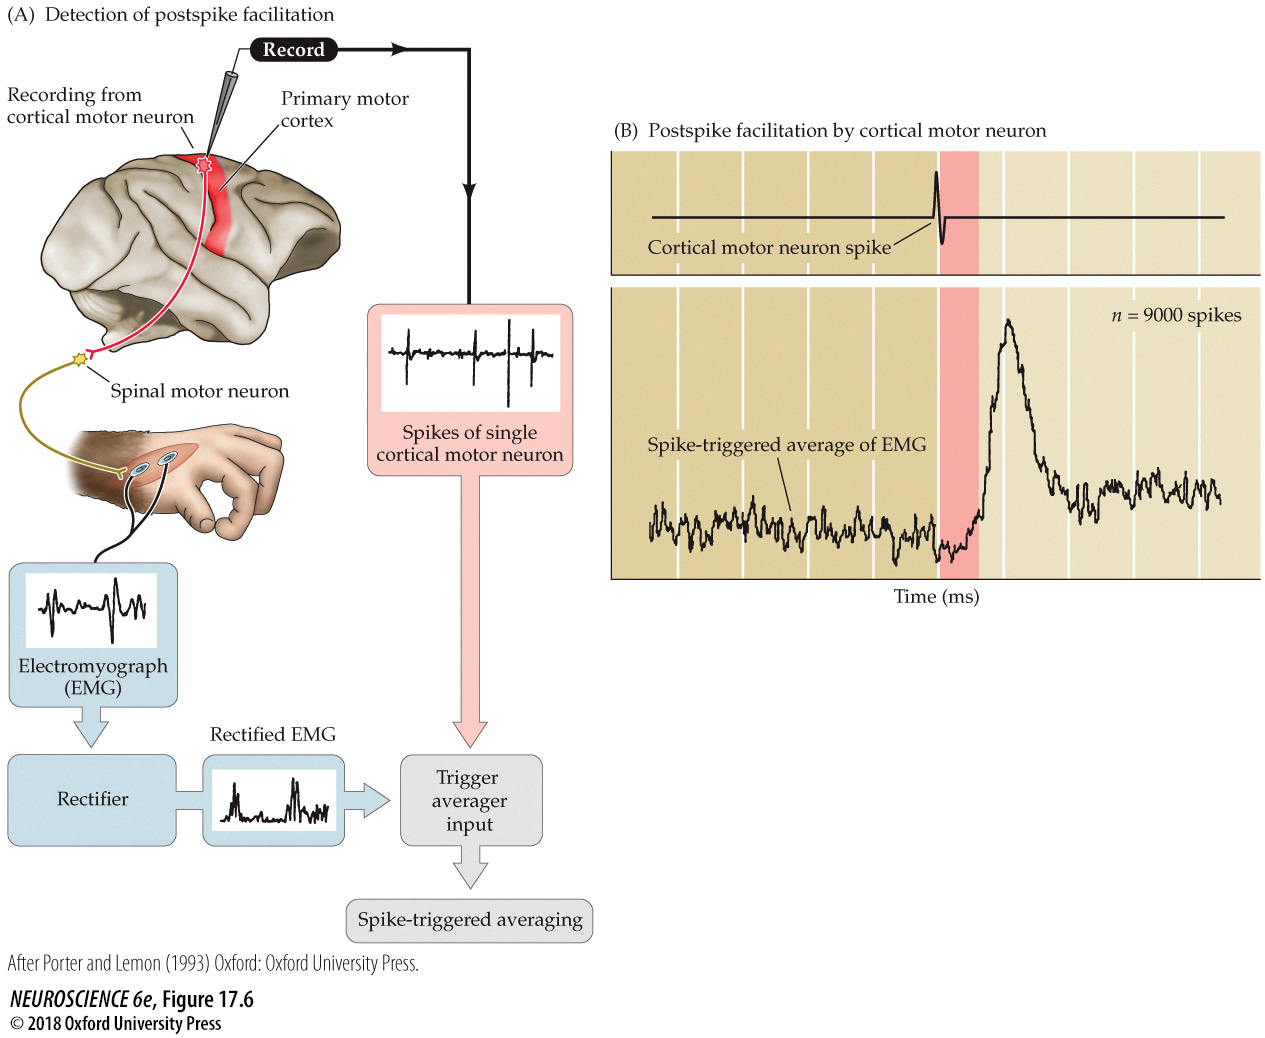 (A) Detection of postspike facilitation
Record
Recording from
cortical motor neuron
Primary motor
cortex
Spinal motor neuron
Spikes of single
cortical motor neuron
Electromyograph
(EMG)
Rectified EMG
Rectifier
Trigger
averager
input
Spike-triggered averaging
(B) Postspike facilitation by cortical motor neuron
Cortical motor neuron spike
n = 9000 spikes
Spike-triggered average of EMG
Time (ms)
After Porter and Lemon (1993) Oxford: Oxford University Press.
NEUROSCIENCE 6e, Figure 17.6
© 2018 Oxford University Press